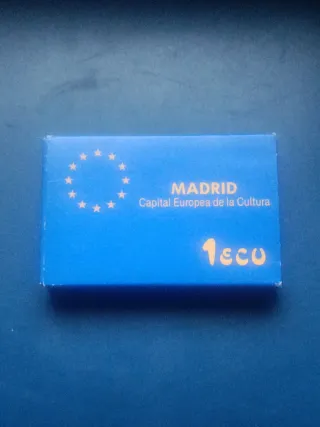 MADRID
Capital Europea de la Cultura
1ECU